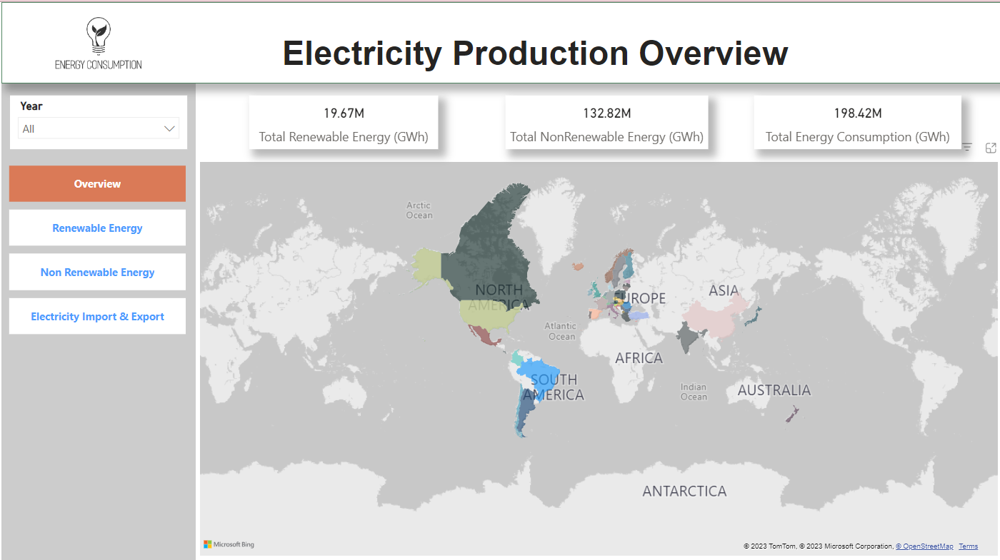 ENERGY CONSUMPTION
Electricity Production Overview
Year
All
19.67M
Total Renewable Energy (GWh)
132.82M
Total NonRenewable Energy (GWh)
198.42M
Total Energy Consumption (GWh)
Overview
Renewable Energy
Non Renewable Energy
Electricity Import & Export
Arctic
Ocean
NORTH
AMERICA
EUROPE
ASIA
Atlantic
Ocean
AFRICA
SOUTH
AMERICA
Indian
Ocean
AUSTRALIA
ANTARCTICA
Microsoft Bing
© 2023 TomTom, © 2023 Microsoft Corporation, © OpenStreetMap Terms